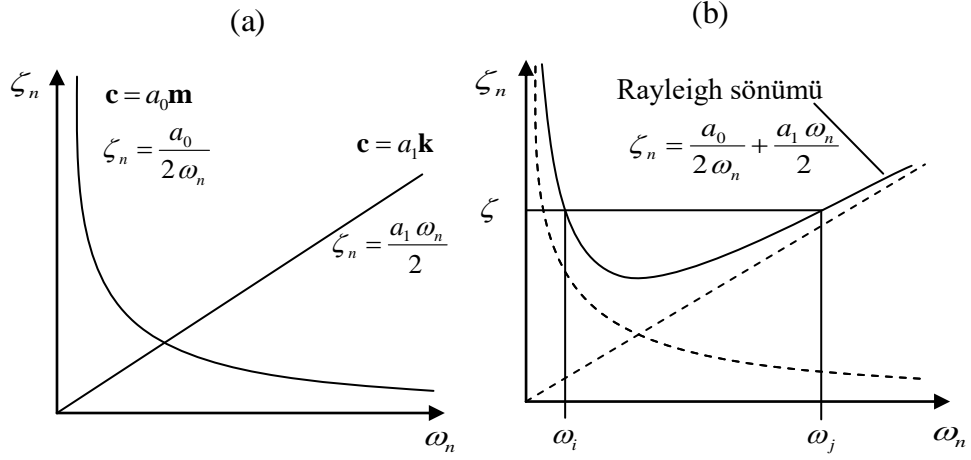 (a)
ζₙ
c = a₀m
ζₙ = a₀ / 2ωₙ
c = a₁k
ζₙ = a₁ωₙ / 2
ωₙ
(b)
ζₙ
Rayleigh sönümü
ζₙ = a₀ / 2ωₙ + a₁ωₙ / 2
ζ
ωᵢ
ωⱼ
ωₙ